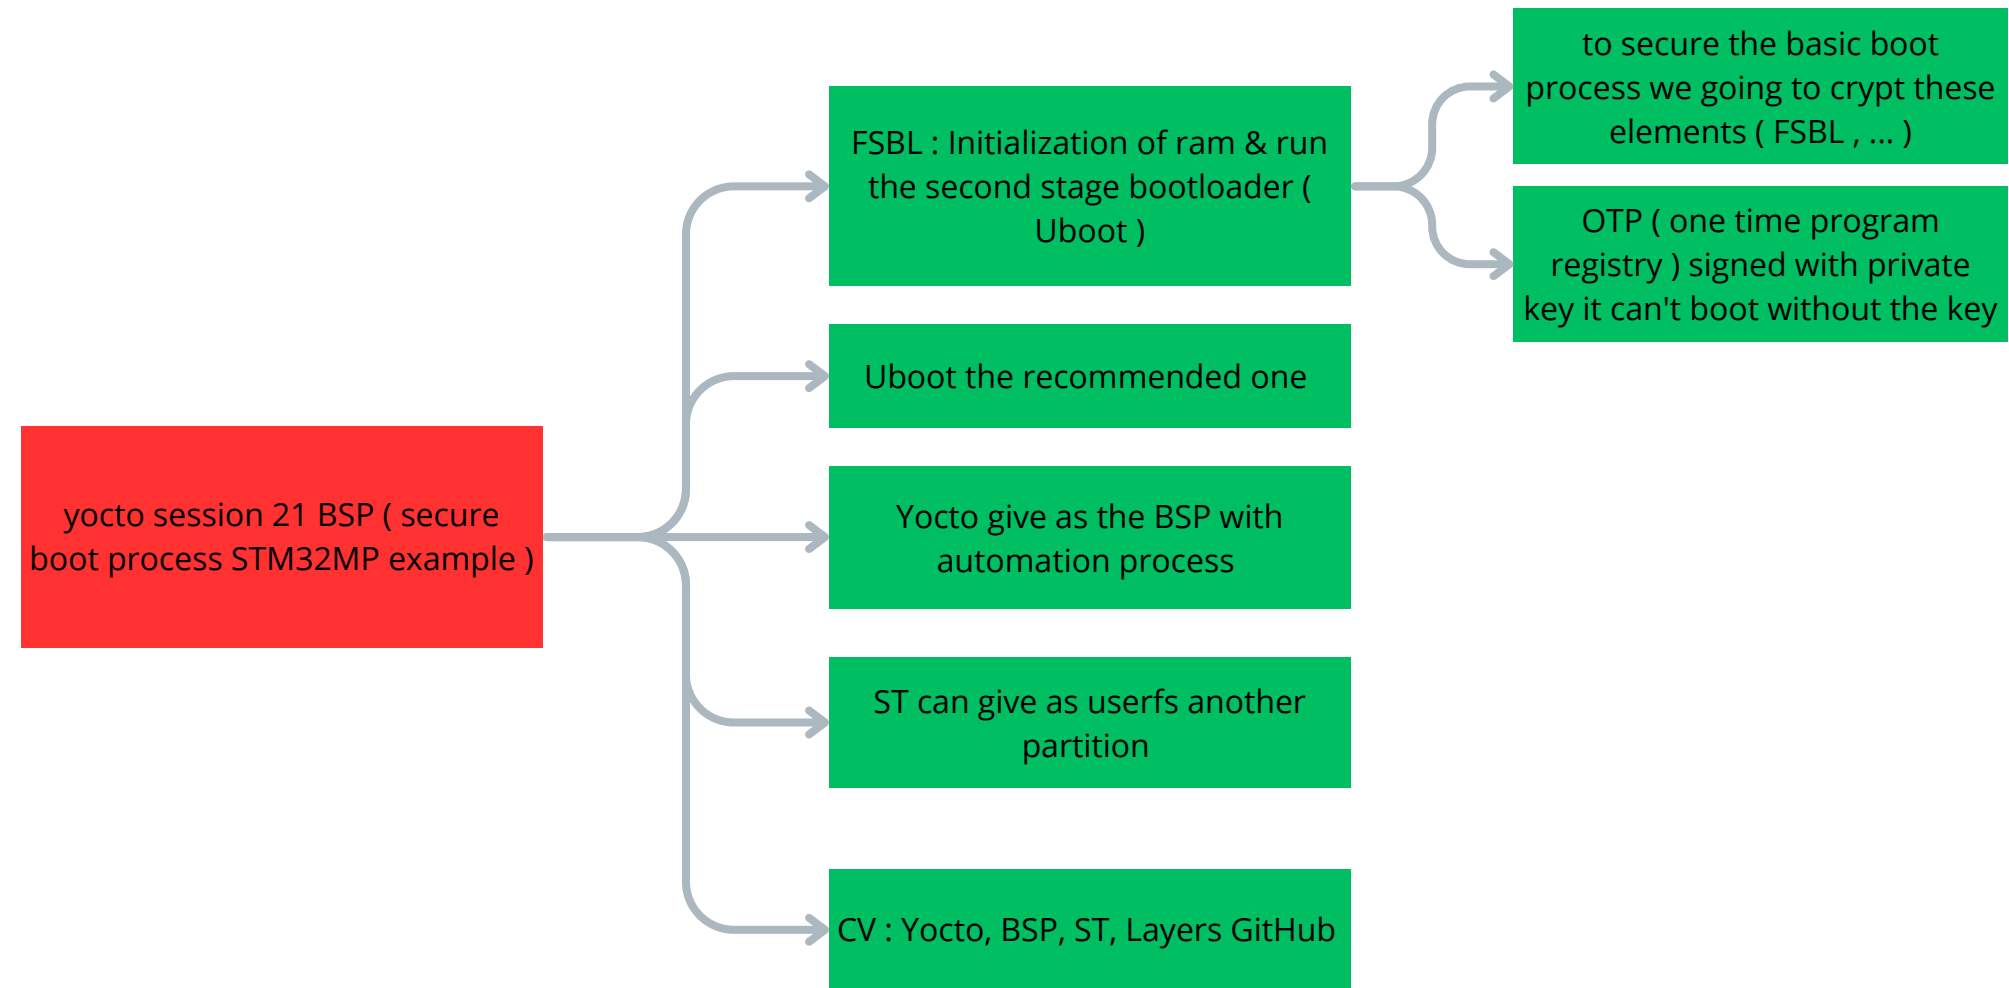 yocto session 21 BSP ( secure
boot process STM32MP example )
FSBL : Initialization of ram & run
the second stage bootloader (
Uboot )
to secure the basic boot
process we going to crypt these
elements ( FSBL , ... )
OTP ( one time program
registry ) signed with private
key it can't boot without the key
Uboot the recommended one
Yocto give as the BSP with
automation process
ST can give as userfs another
partition
CV : Yocto, BSP, ST, Layers GitHub